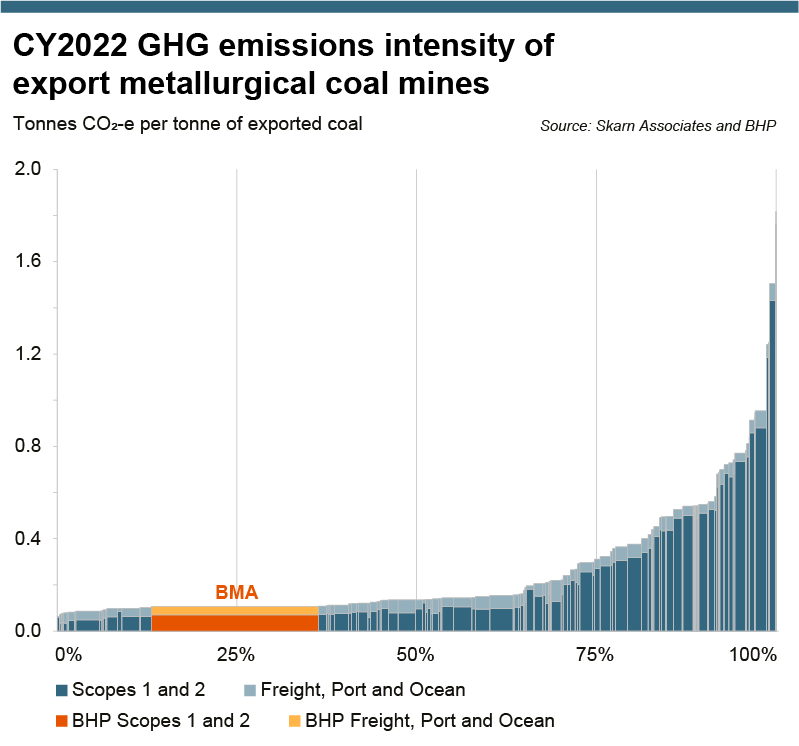 CY2022 GHG emissions intensity of
export metallurgical coal mines
Tonnes CO₂-e per tonne of exported coal
Source: Skarn Associates and BHP
2.0
1.6
1.2
0.8
0.4
0.0
BMA
0% 25% 50% 75% 100%
Scopes 1 and 2 Freight, Port and Ocean
BHP Scopes 1 and 2 BHP Freight, Port and Ocean